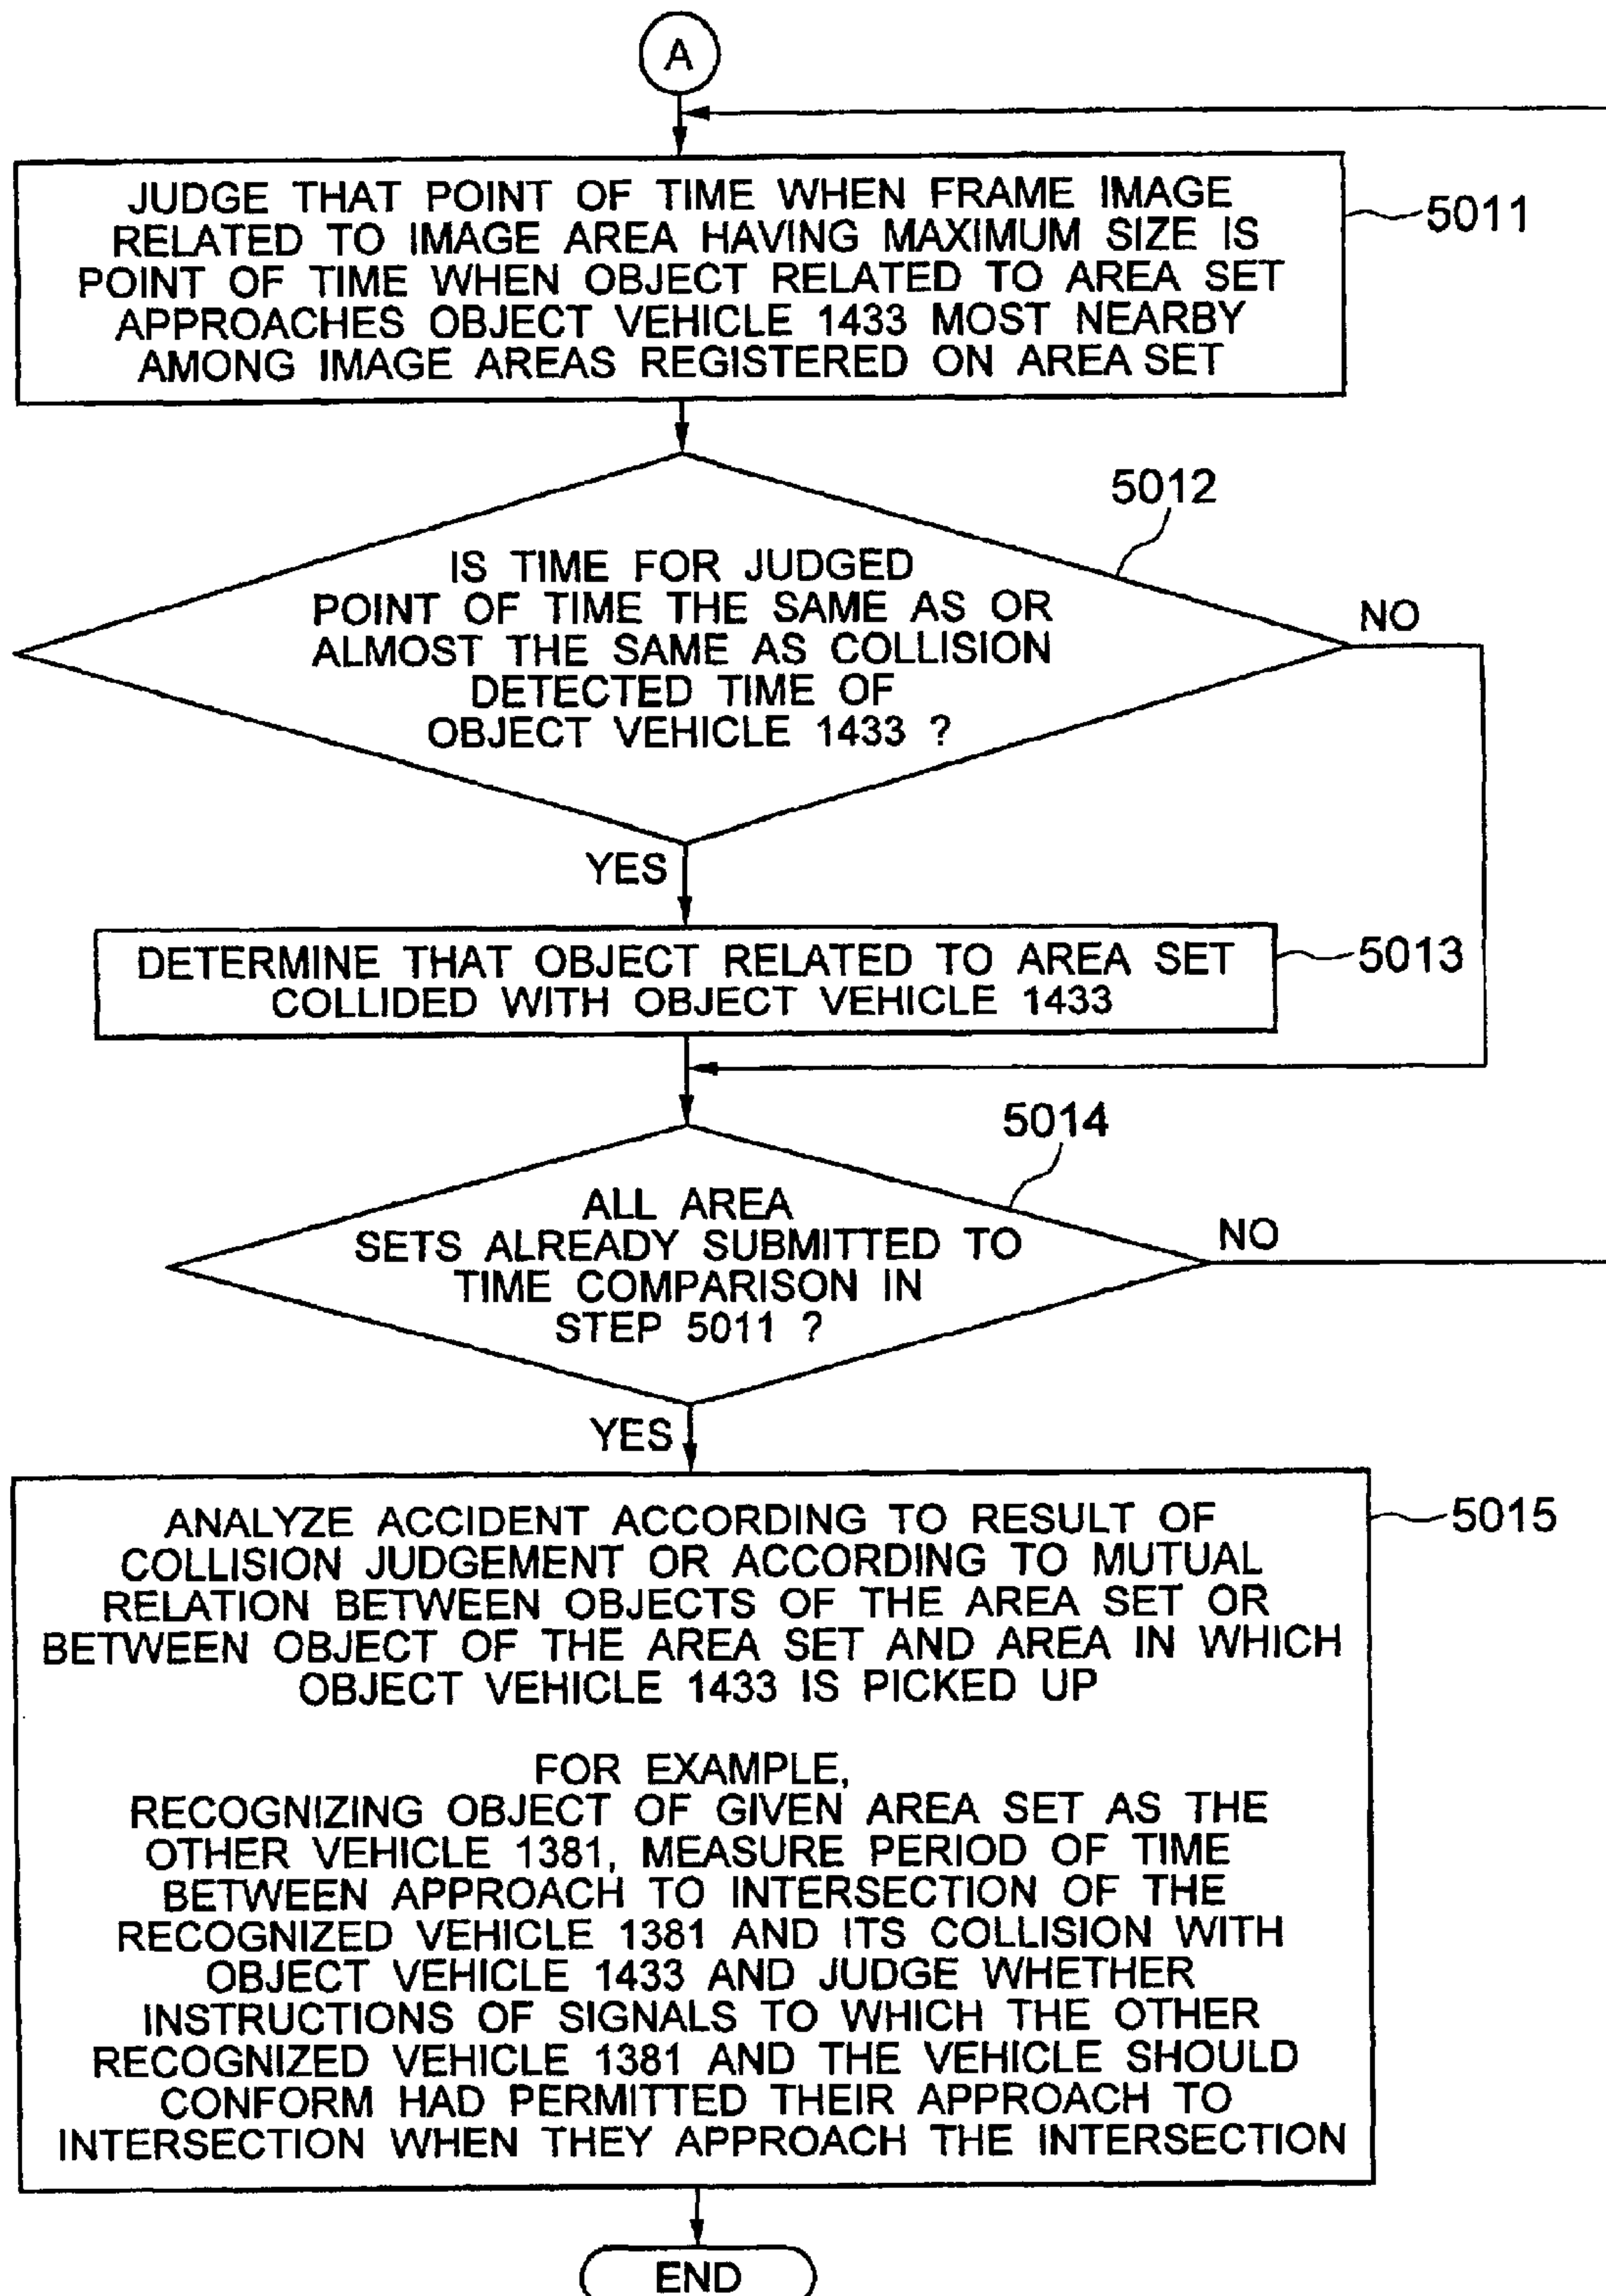 A
JUDGE THAT POINT OF TIME WHEN FRAME IMAGE
RELATED TO IMAGE AREA HAVING MAXIMUM SIZE IS
POINT OF TIME WHEN OBJECT RELATED TO AREA SET
APPROACHES OBJECT VEHICLE 1433 MOST NEARBY
AMONG IMAGE AREAS REGISTERED ON AREA SET
5011
5012
IS TIME FOR JUDGED
POINT OF TIME THE SAME AS OR
ALMOST THE SAME AS COLLISION
DETECTED TIME OF
OBJECT VEHICLE 1433 ?
NO
YES
DETERMINE THAT OBJECT RELATED TO AREA SET
COLLIDED WITH OBJECT VEHICLE 1433
5013
5014
ALL AREA
SETS ALREADY SUBMITTED TO
TIME COMPARISON IN
STEP 5011 ?
NO
YES
ANALYZE ACCIDENT ACCORDING TO RESULT OF
COLLISION JUDGEMENT OR ACCORDING TO MUTUAL
RELATION BETWEEN OBJECTS OF THE AREA SET OR
BETWEEN OBJECT OF THE AREA SET AND AREA IN WHICH
OBJECT VEHICLE 1433 IS PICKED UP
5015
FOR EXAMPLE,
RECOGNIZING OBJECT OF GIVEN AREA SET AS THE
OTHER VEHICLE 1381, MEASURE PERIOD OF TIME
BETWEEN APPROACH TO INTERSECTION OF THE
RECOGNIZED VEHICLE 1381 AND ITS COLLISION WITH
OBJECT VEHICLE 1433 AND JUDGE WHETHER
INSTRUCTIONS OF SIGNALS TO WHICH THE OTHER
RECOGNIZED VEHICLE 1381 AND THE VEHICLE SHOULD
CONFORM HAD PERMITTED THEIR APPROACH TO
INTERSECTION WHEN THEY APPROACH THE INTERSECTION
END